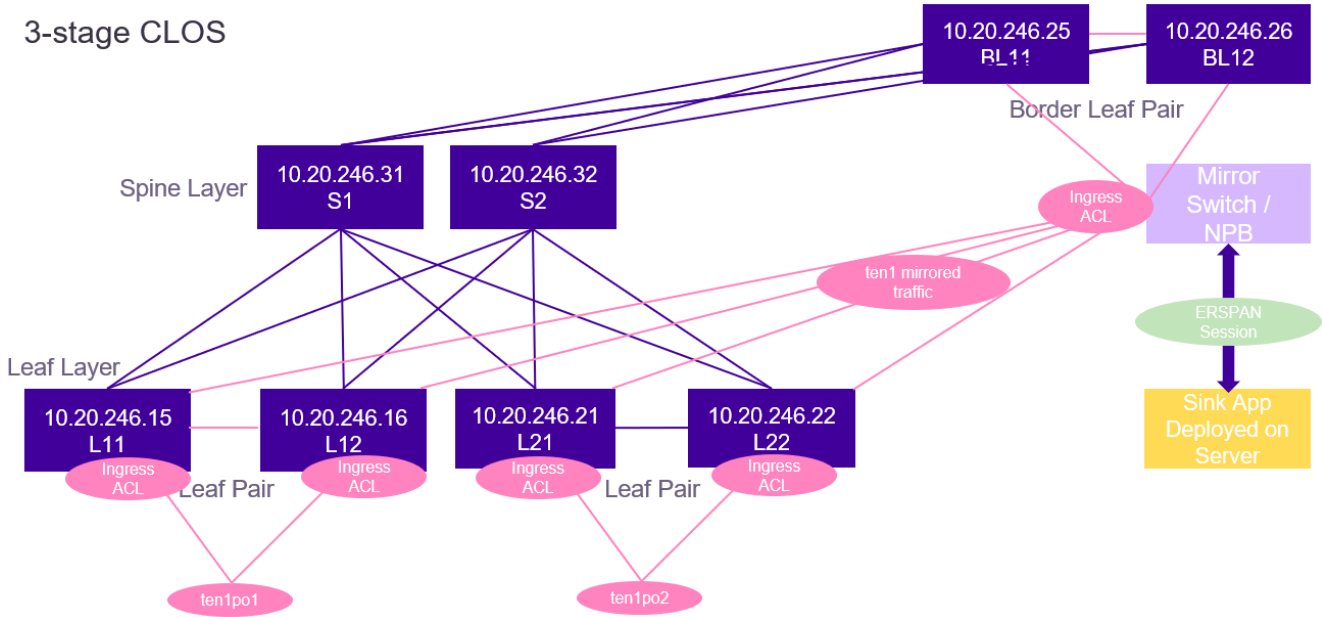 3-stage CLOS
10.20.246.25
BL11
10.20.246.26
BL12
Border Leaf Pair
Spine Layer
10.20.246.31
S1
10.20.246.32
S2
Ingress
ACL
Mirror
Switch /
NPB
ten1 mirrored
traffic
ERSPAN
Session
Leaf Layer
10.20.246.15
L11
10.20.246.16
L12
10.20.246.21
L21
10.20.246.22
L22
Sink App
Deployed on
Server
Ingress
ACL
Leaf Pair
Ingress
ACL
Ingress
ACL
Leaf Pair
Ingress
ACL
ten1po1
ten1po2